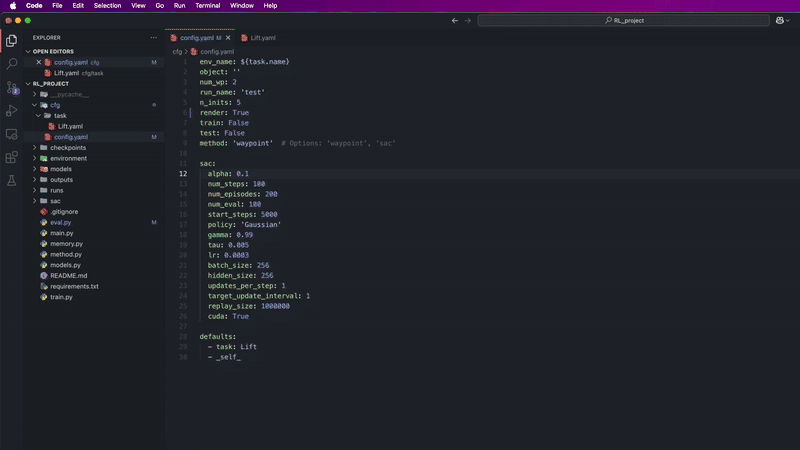 Code File Edit Selection View Go Run Terminal Window Help
RL_project
EXPLORER
OPEN EDITORS
config.yaml cfg M
Lift.yaml cfg/task
RL_PROJECT
__pycache__
cfg
task
Lift.yaml
config.yaml M
checkpoints
environment
models
outputs
runs
sac
.gitignore
eval.py M
main.py
memory.py
method.py
models.py
README.md
requirements.txt
train.py
2
config.yaml M
Lift.yaml
cfg > config.yaml
1 env_name: ${task.name}
2 object: ''
3 num_wp: 2
4 run_name: 'test'
5 n_inits: 5
6 render: True
7 train: False
8 test: False
9 method: 'waypoint' # Options: 'waypoint', 'sac'
10
11 sac:
12 alpha: 0.1
13 num_steps: 100
14 num_episodes: 200
15 num_eval: 100
16 start_steps: 5000
17 policy: 'Gaussian'
18 gamma: 0.99
19 tau: 0.005
20 lr: 0.0003
21 batch_size: 256
22 hidden_size: 256
23 updates_per_step: 1
24 target_update_interval: 1
25 replay_size: 1000000
26 cuda: True
27
28 defaults:
29 - task: Lift
30 - _self_